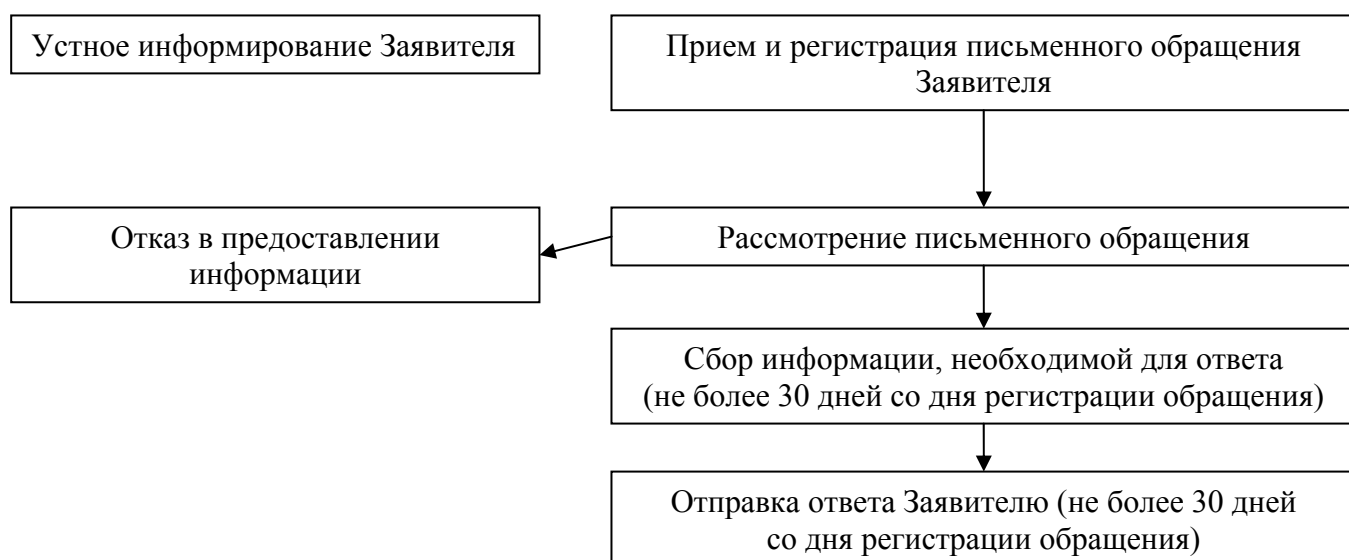 Устное информирование Заявителя
Прием и регистрация письменного обращения
Заявителя
Отказ в предоставлении
информации
Рассмотрение письменного обращения
Сбор информации, необходимой для ответа
(не более 30 дней со дня регистрации обращения)
Отправка ответа Заявителю (не более 30 дней
со дня регистрации обращения)